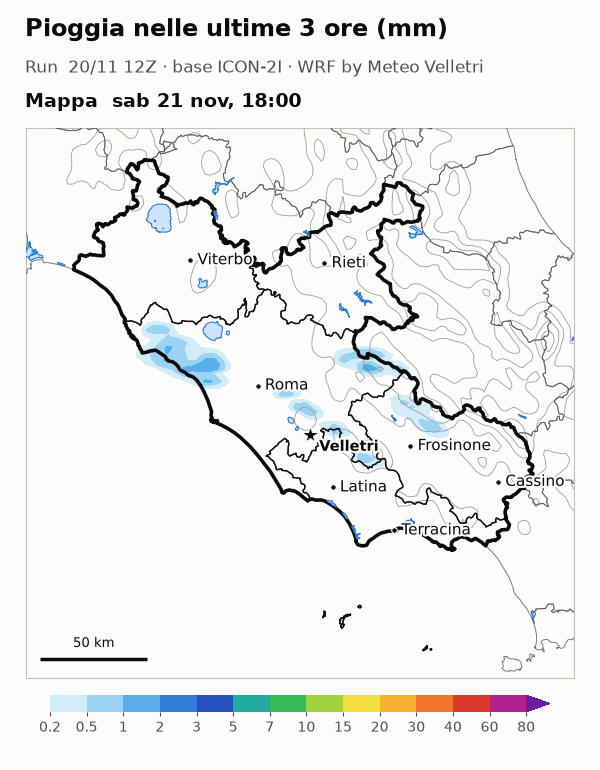 Pioggia nelle ultime 3 ore (mm)
Run  20/11 12Z · base ICON-2I · WRF by Meteo Velletri
Mappa  sab 21 nov, 18:00
Viterbo
Rieti
Roma
Velletri
Frosinone
Latina
Cassino
Terracina
50 km
0.2 0.5 1 2 3 5 7 10 15 20 30 40 60 80